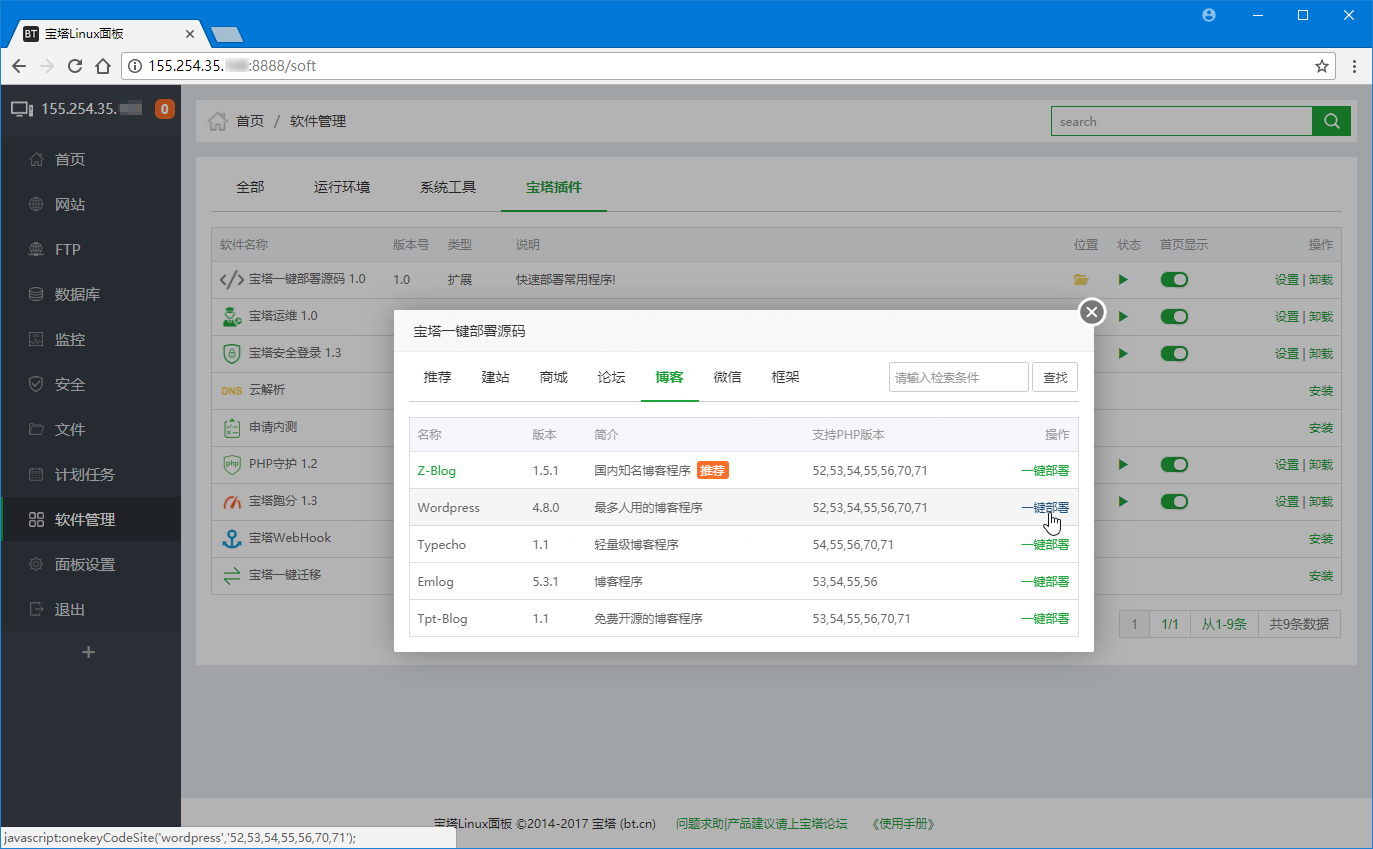 BT 宝塔Linux面板
155.254.35. :8888/soft
155.254.35. 0
首页
网站
FTP
数据库
监控
安全
文件
计划任务
软件管理
面板设置
退出
+
首页 / 软件管理
search
全部 运行环境 系统工具 宝塔插件
软件名称 版本号 类型 说明 位置 状态 首页显示 操作
宝塔一键部署源码 1.0 1.0 扩展 快速部署常用程序! 设置 | 卸载
宝塔运维 1.0 设置 | 卸载
宝塔安全登录 1.3 设置 | 卸载
DNS 云解析 安装
申请内测 安装
php PHP守护 1.2 设置 | 卸载
宝塔跑分 1.3 设置 | 卸载
宝塔WebHook 安装
宝塔一键迁移 安装
1 1/1 从1-9条 共9条数据
宝塔一键部署源码
推荐 建站 商城 论坛 博客 微信 框架
请输入检索条件 查找
名称 版本 简介 支持PHP版本 操作
Z-Blog 1.5.1 国内知名博客程序 推荐 52,53,54,55,56,70,71 一键部署
Wordpress 4.8.0 最多人用的博客程序 52,53,54,55,56,70,71 一键部署
Typecho 1.1 轻量级博客程序 54,55,56,70,71 一键部署
Emlog 5.3.1 博客程序 53,54,55,56 一键部署
Tpt-Blog 1.1 免费开源的博客程序 53,54,55,56,70,71 一键部署
宝塔Linux面板 ©2014-2017 宝塔 (bt.cn) 问题求助|产品建议请上宝塔论坛 《使用手册》
javascript:onekeyCodeSite('wordpress','52,53,54,55,56,70,71');